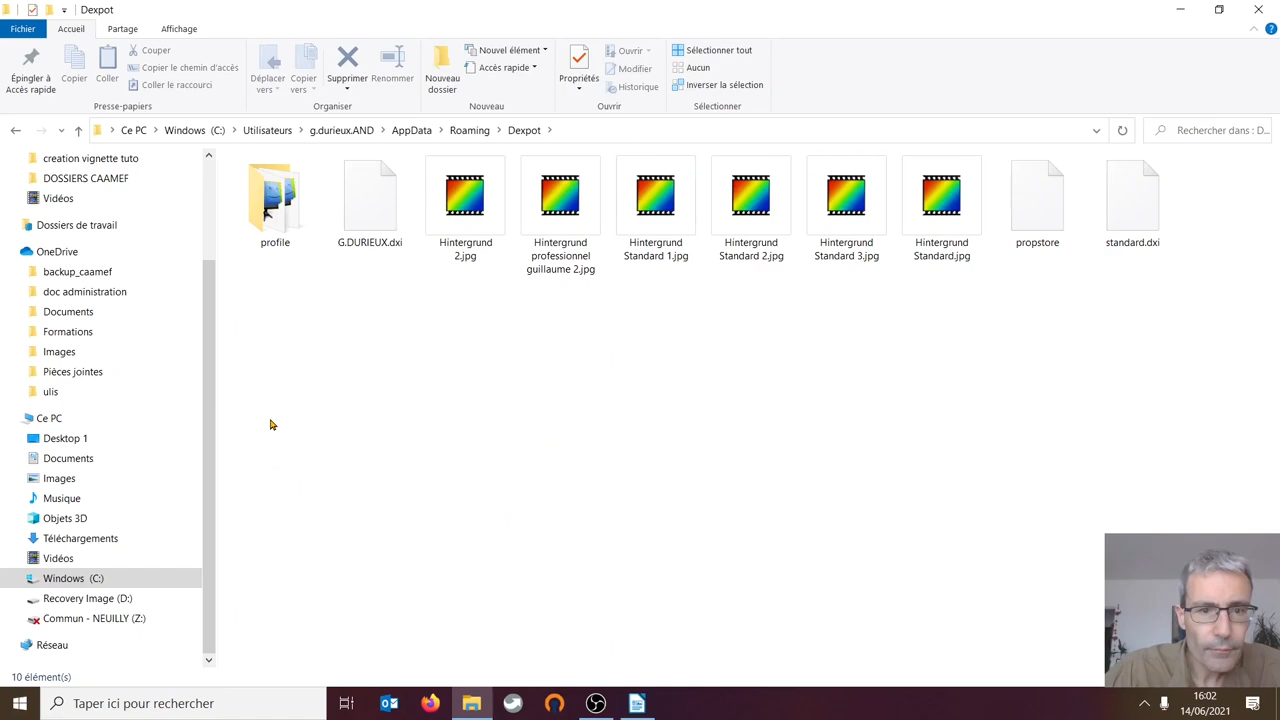 Dexpot
Fichier Accueil Partage Affichage
Épingler à Accès rapide
Copier
Coller
Couper
Copier le chemin d'accès
Coller le raccourci
Presse-papiers
Déplacer vers
Copier vers
Supprimer
Renommer
Organiser
Nouveau dossier
Nouvel élément
Accès rapide
Nouveau
Propriétés
Ouvrir
Modifier
Historique
Ouvrir
Sélectionner tout
Aucun
Inverser la sélection
Sélectionner
Ce PC
Windows (C:)
Utilisateurs
g.durieux.AND
AppData
Roaming
Dexpot
Rechercher dans : D...
creation vignette tuto
DOSSIERS CAAMEF
Vidéos
Dossiers de travail
OneDrive
backup_caamef
doc administration
Documents
Formations
Images
Pièces jointes
ulis
Ce PC
Desktop 1
Documents
Images
Musique
Objets 3D
Téléchargements
Vidéos
Windows (C:)
Recovery Image (D:)
Commun - NEUILLY (Z:)
Réseau
profile
G.DURIEUX.dxi
Hintergrund 2.jpg
Hintergrund professionnel guillaume 2.jpg
Hintergrund Standard 1.jpg
Hintergrund Standard 2.jpg
Hintergrund Standard 3.jpg
Hintergrund Standard.jpg
propstore
standard.dxi
10 élément(s)
Taper ici pour rechercher
16:02
14/06/2021